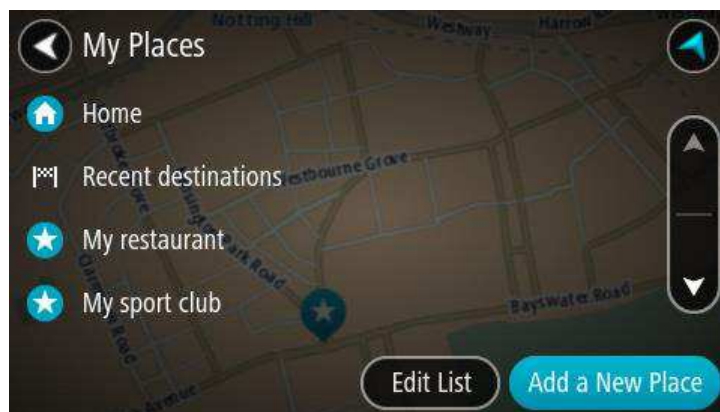 Notting Hill
Westway
Harrow
My Places
Home
Recent destinations
Westbourne Grove
My restaurant
My sport club
Bayswater Road
Edit List
Add a New Place